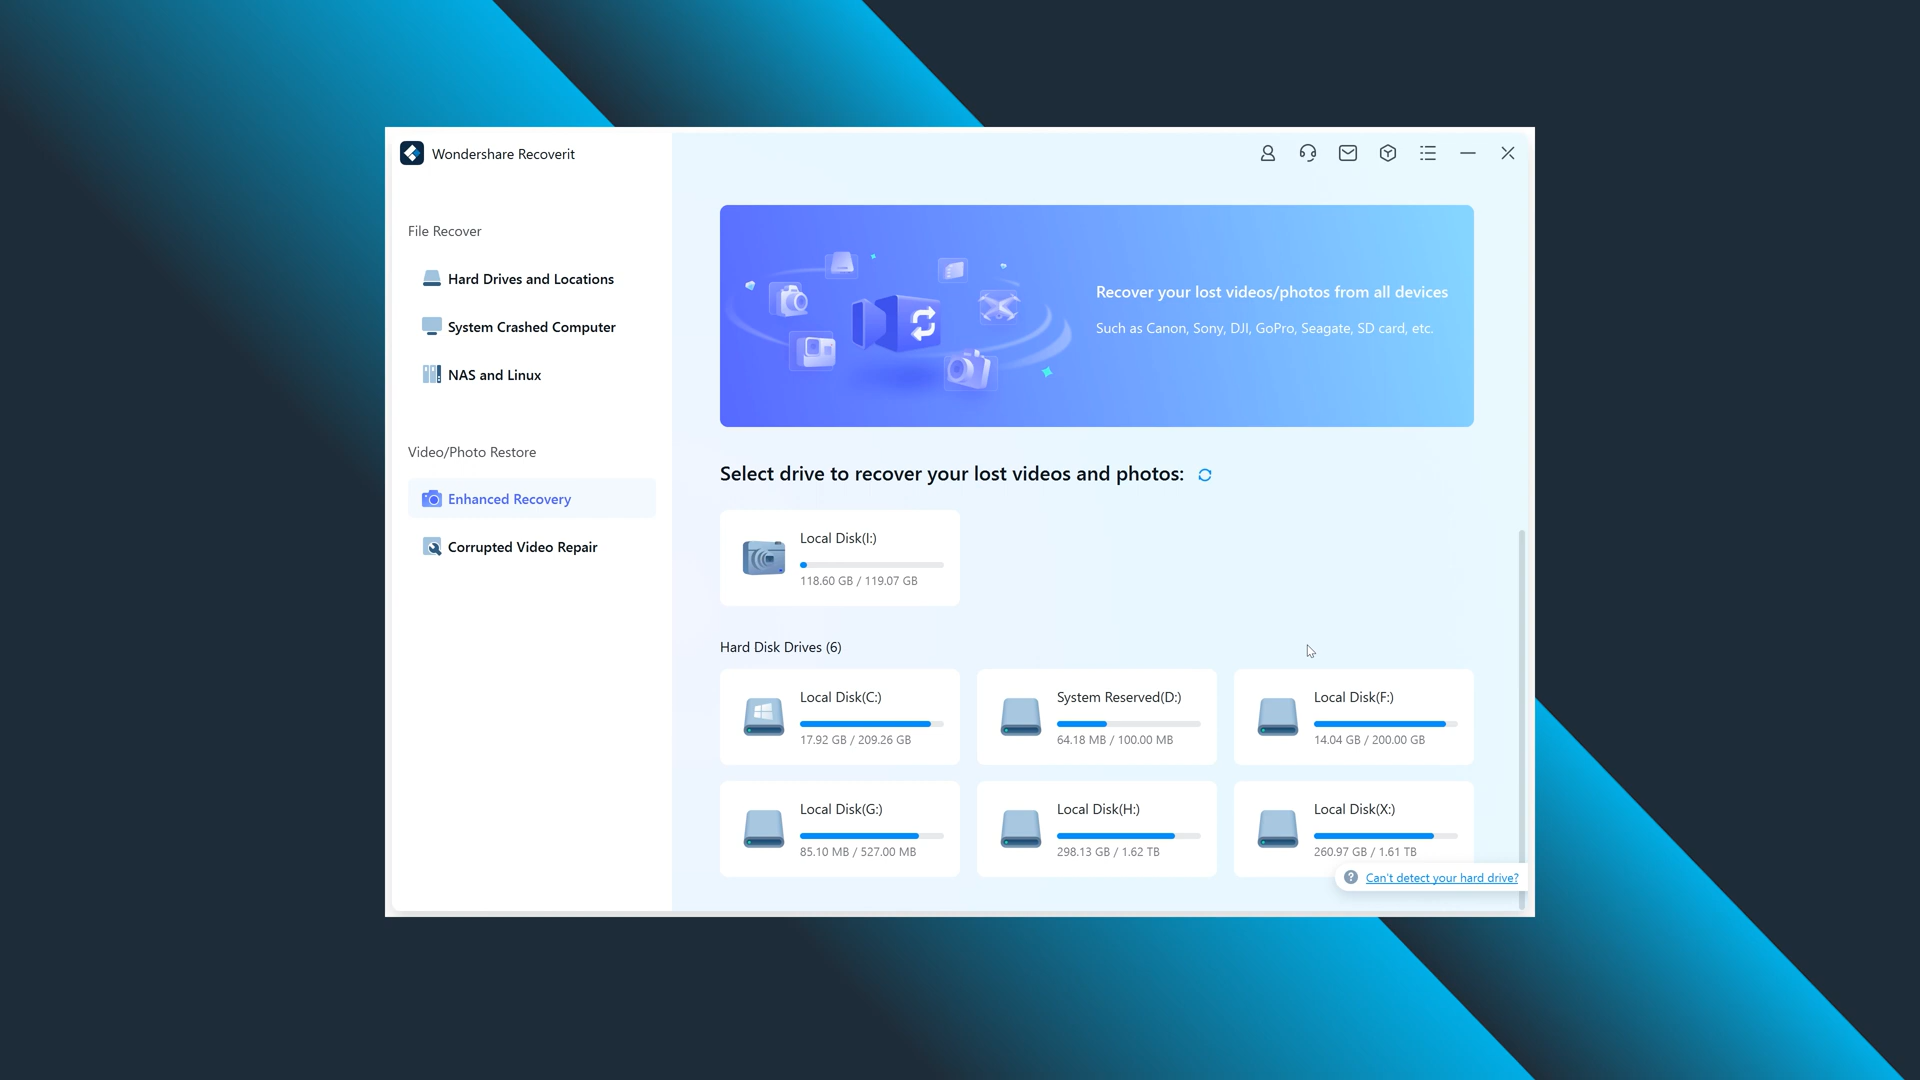 Wondershare Recoverit
File Recover
Hard Drives and Locations
System Crashed Computer
NAS and Linux
Video/Photo Restore
Enhanced Recovery
Corrupted Video Repair
Recover your lost videos/photos from all devices
Such as Canon, Sony, DJI, GoPro, Seagate, SD card, etc.
Select drive to recover your lost videos and photos:
Local Disk(I:)
118.60 GB / 119.07 GB
Hard Disk Drives (6)
Local Disk(C:)
17.92 GB / 209.26 GB
System Reserved(D:)
64.18 MB / 100.00 MB
Local Disk(F:)
14.04 GB / 200.00 GB
Local Disk(G:)
85.10 MB / 527.00 MB
Local Disk(H:)
298.13 GB / 1.62 TB
Local Disk(X:)
260.97 GB / 1.61 TB
Can't detect your hard drive?